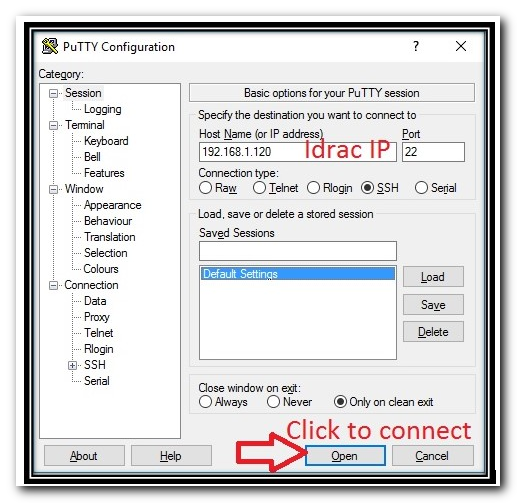 PuTTY Configuration
?
Category:
Session
Logging
Terminal
Keyboard
Bell
Features
Window
Appearance
Behaviour
Translation
Selection
Colours
Connection
Data
Proxy
Telnet
Rlogin
SSH
Serial
Basic options for your PuTTY session
Specify the destination you want to connect to
Host Name (or IP address) Port
192.168.1.120 Idrac IP 22
Connection type:
Raw Telnet Rlogin SSH Serial
Load, save or delete a stored session
Saved Sessions
Default Settings
Load
Save
Delete
Close window on exit:
Always Never Only on clean exit
Click to connect
About Help Open Cancel